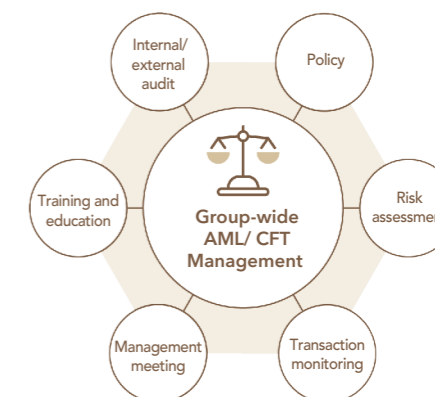 Internal/
external
audit
Policy
Training and
education
Group-wide
AML/ CFT
Management
Risk
Management
meeting
Transaction
monitoring